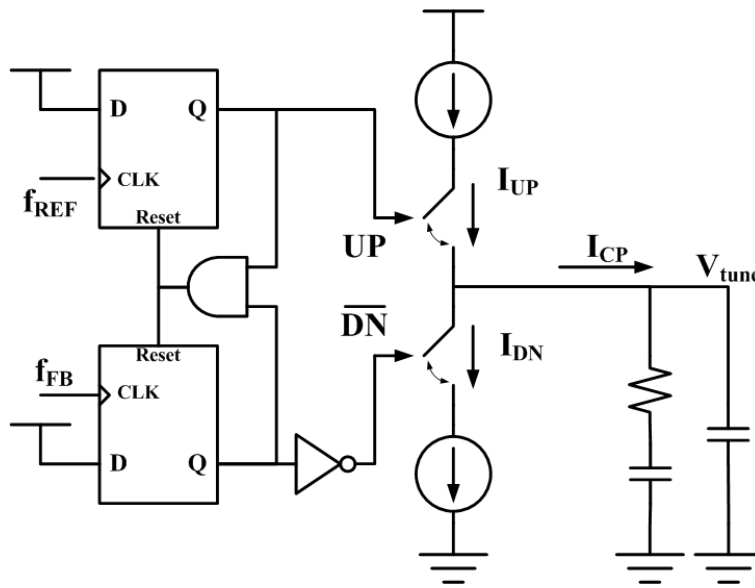 D Q
CLK
f_REF
Reset
UP
I_UP
I_CP
V_tune
DN
I_DN
Reset
f_FB
CLK
D Q